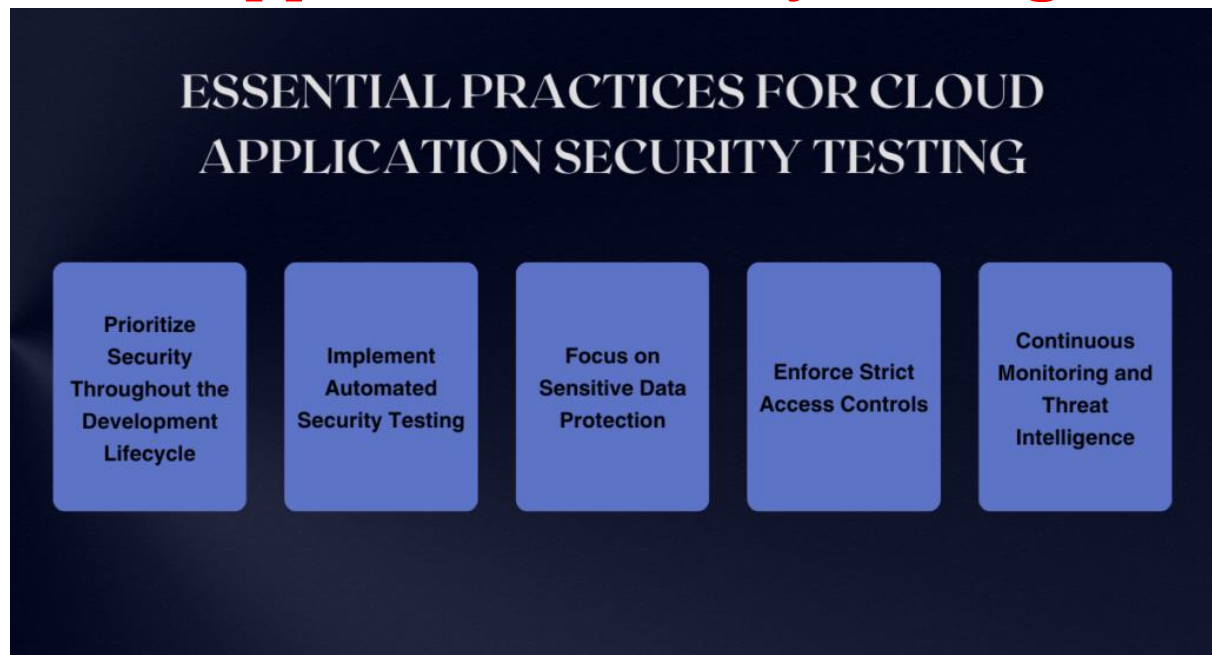 ESSENTIAL PRACTICES FOR CLOUD
APPLICATION SECURITY TESTING
Prioritize
Security
Throughout the
Development
Lifecycle
Implement
Automated
Security Testing
Focus on
Sensitive Data
Protection
Enforce Strict
Access Controls
Continuous
Monitoring and
Threat
Intelligence